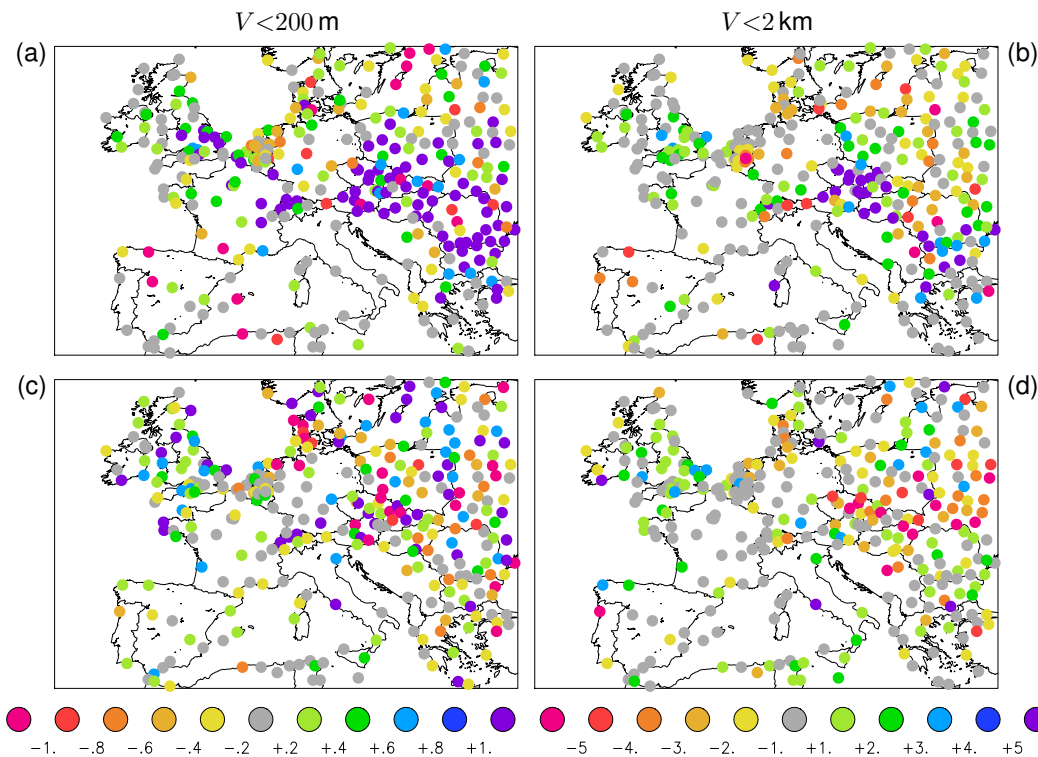 V <200 m
V <2 km
(a)
(b)
(c)
(d)
−1. −.8 −.6 −.4 −.2 +.2 +.4 +.6 +.8 +1.
−5 −4. −3. −2. −1. +1. +2. +3. +4. +5